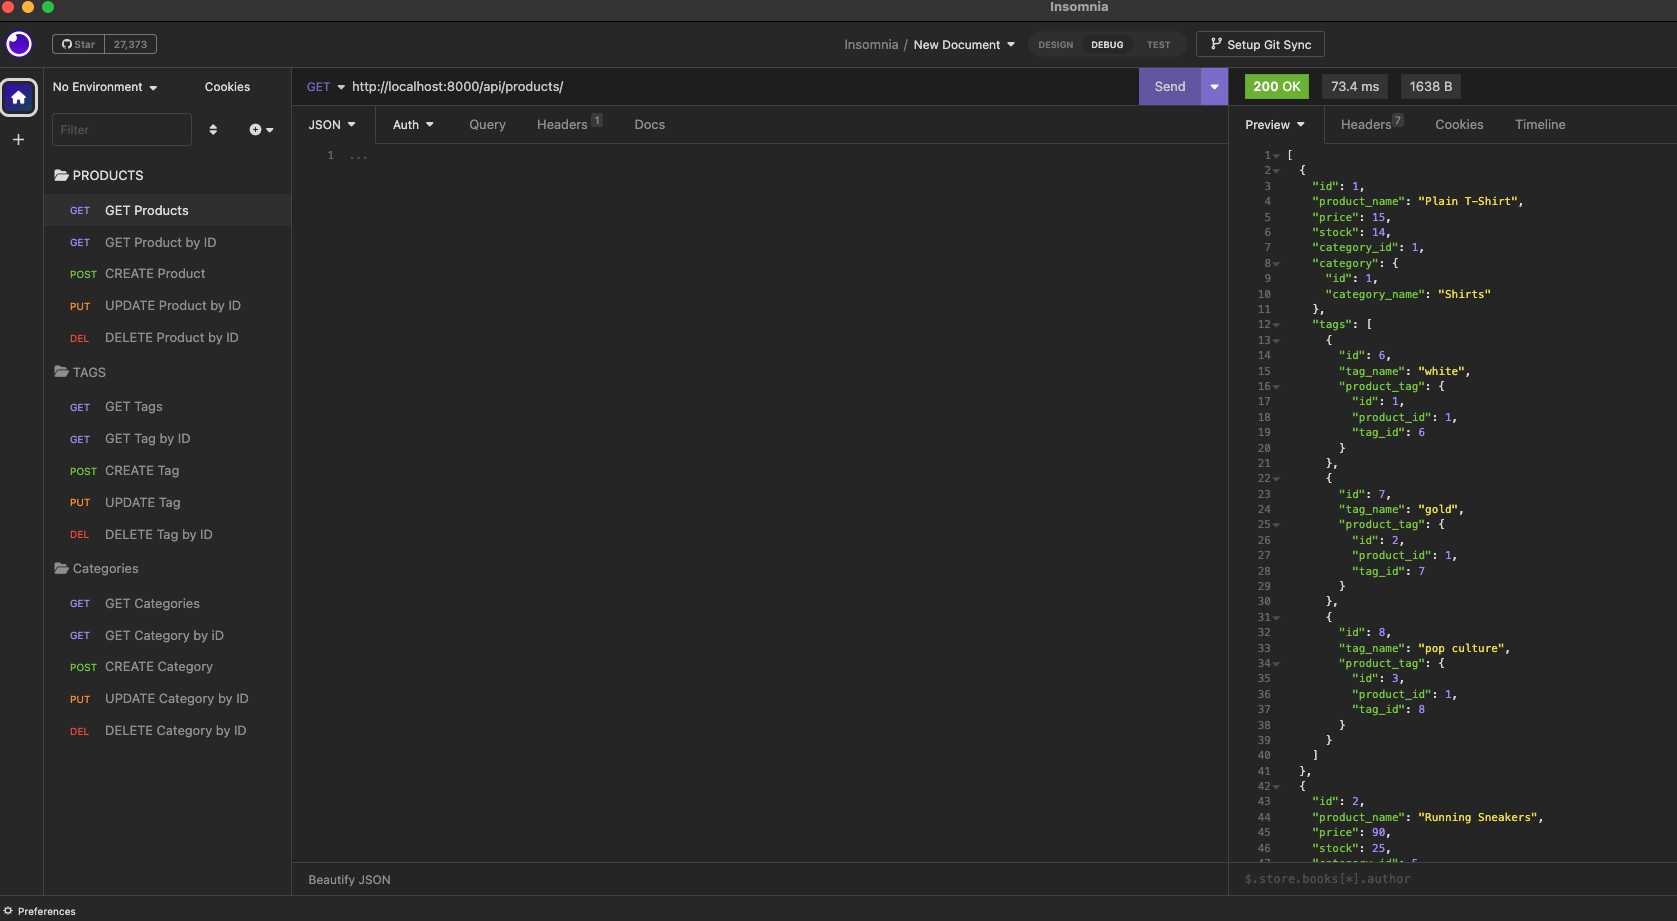 Insomnia
Star 27,373
Insomnia / New Document
DESIGN DEBUG TEST
Setup Git Sync
No Environment
Cookies
Filter
PRODUCTS
GET GET Products
GET GET Product by ID
POST CREATE Product
PUT UPDATE Product by ID
DEL DELETE Product by ID
TAGS
GET GET Tags
GET GET Tag by ID
POST CREATE Tag
PUT UPDATE Tag
DEL DELETE Tag by ID
Categories
GET GET Categories
GET GET Category by iD
POST CREATE Category
PUT UPDATE Category by ID
DEL DELETE Category by ID
GET http://localhost:8000/api/products/
Send
JSON Auth Query Headers 1 Docs
1 ...
Beautify JSON
200 OK 73.4 ms 1638 B
Preview Headers 7 Cookies Timeline
1 [
2 {
3 "id": 1,
4 "product_name": "Plain T-Shirt",
5 "price": 15,
6 "stock": 14,
7 "category_id": 1,
8 "category": {
9 "id": 1,
10 "category_name": "Shirts"
11 },
12 "tags": [
13 {
14 "id": 6,
15 "tag_name": "white",
16 "product_tag": {
17 "id": 1,
18 "product_id": 1,
19 "tag_id": 6
20 }
21 },
22 {
23 "id": 7,
24 "tag_name": "gold",
25 "product_tag": {
26 "id": 2,
27 "product_id": 1,
28 "tag_id": 7
29 }
30 },
31 {
32 "id": 8,
33 "tag_name": "pop culture",
34 "product_tag": {
35 "id": 3,
36 "product_id": 1,
37 "tag_id": 8
38 }
39 }
40 ]
41 },
42 {
43 "id": 2,
44 "product_name": "Running Sneakers",
45 "price": 90,
46 "stock": 25,
47 "category_id": 5
$.store.books[*].author
Preferences